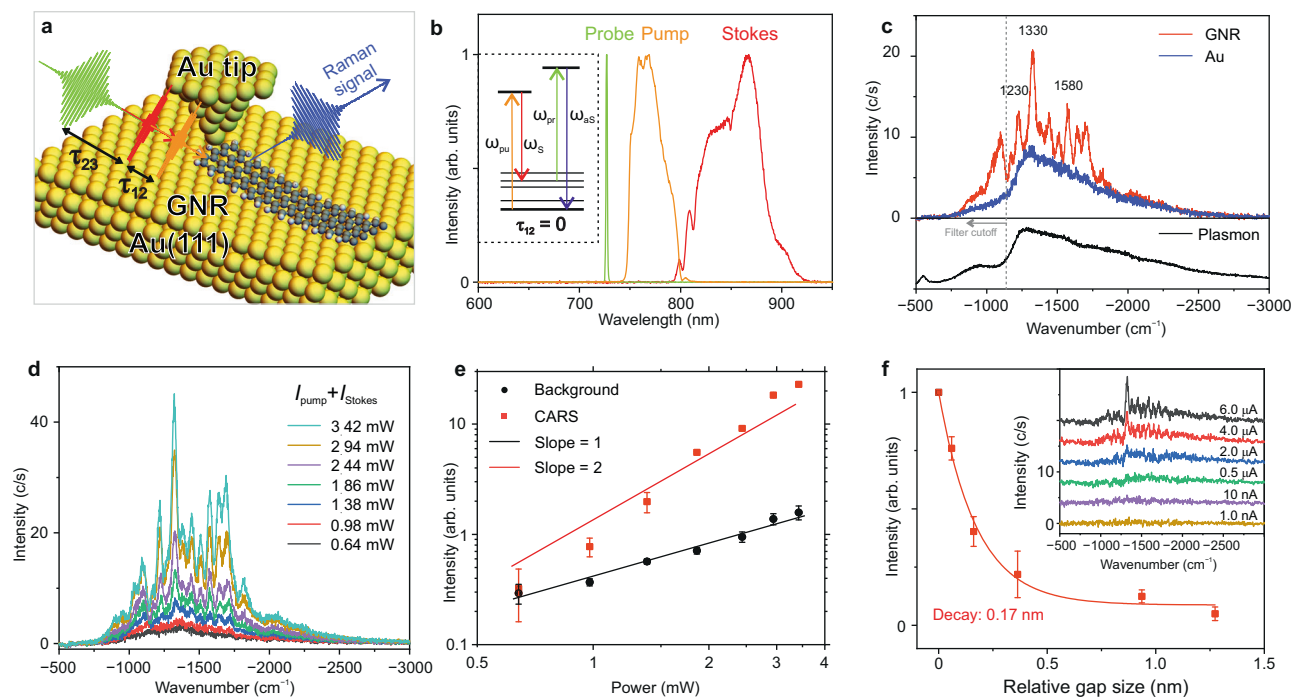 a
Au tip
Raman
signal
τ23
τ12
GNR
Au(111)
b
Probe Pump Stokes
1
ωpr
ωaS
ωpu
ωS
τ12 = 0
0
Intensity (arb. units)
600 700 800 900
Wavelength (nm)
c
1330
GNR
Au
1230
1580
20
10
0
Intensity (c/s)
Filter cutoff
Plasmon
−500 −1000 −1500 −2000 −2500 −3000
Wavenumber (cm⁻¹)
d
Ipump+IStokes
3 42 mW
2 94 mW
2 44 mW
1 86 mW
1 38 mW
0.98 mW
0.64 mW
60
40
20
0
Intensity (c/s)
−500 −1000 −1500 −2000 −2500 −3000
Wavenumber (cm⁻¹)
e
Background
CARS
Slope = 1
Slope = 2
10
1
0.1
Intensity (arb. units)
0.5 1 2 3 4
Power (mW)
f
1
0
Intensity (arb. units)
6.0 μA
4.0 μA
2.0 μA
0.5 μA
10 nA
1.0 nA
10
0
Intensity (c/s)
−500 −1000 −1500 −2000 −2500
Wavenumber (cm⁻¹)
Decay: 0.17 nm
0 0.5 1.0 1.5
Relative gap size (nm)